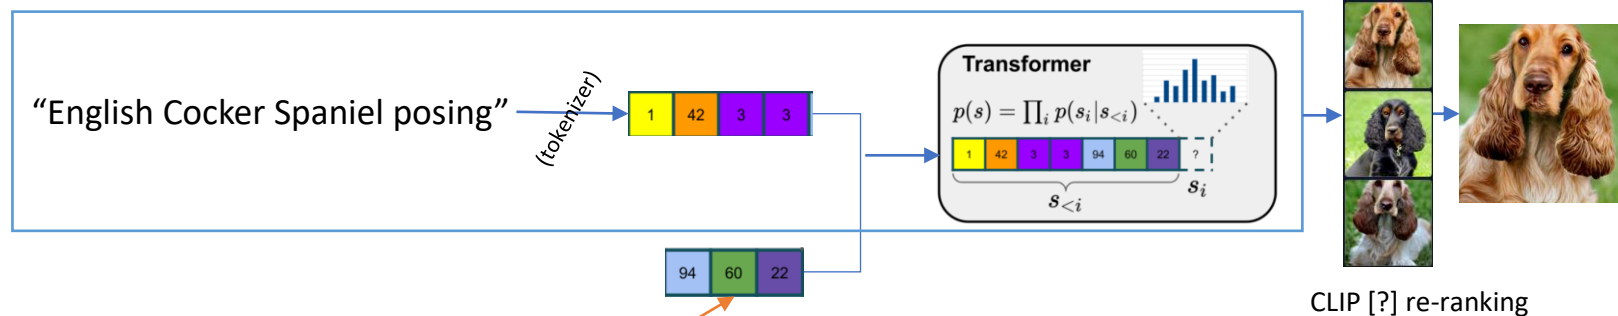 “English Cocker Spaniel posing”
(tokenizer)
1 42 3 3
Transformer
p(s) = ∏ᵢ p(sᵢ|s<ᵢ)
1 42 3 3 94 60 22 ?
s<ᵢ
sᵢ
94 60 22
CLIP [?] re-ranking